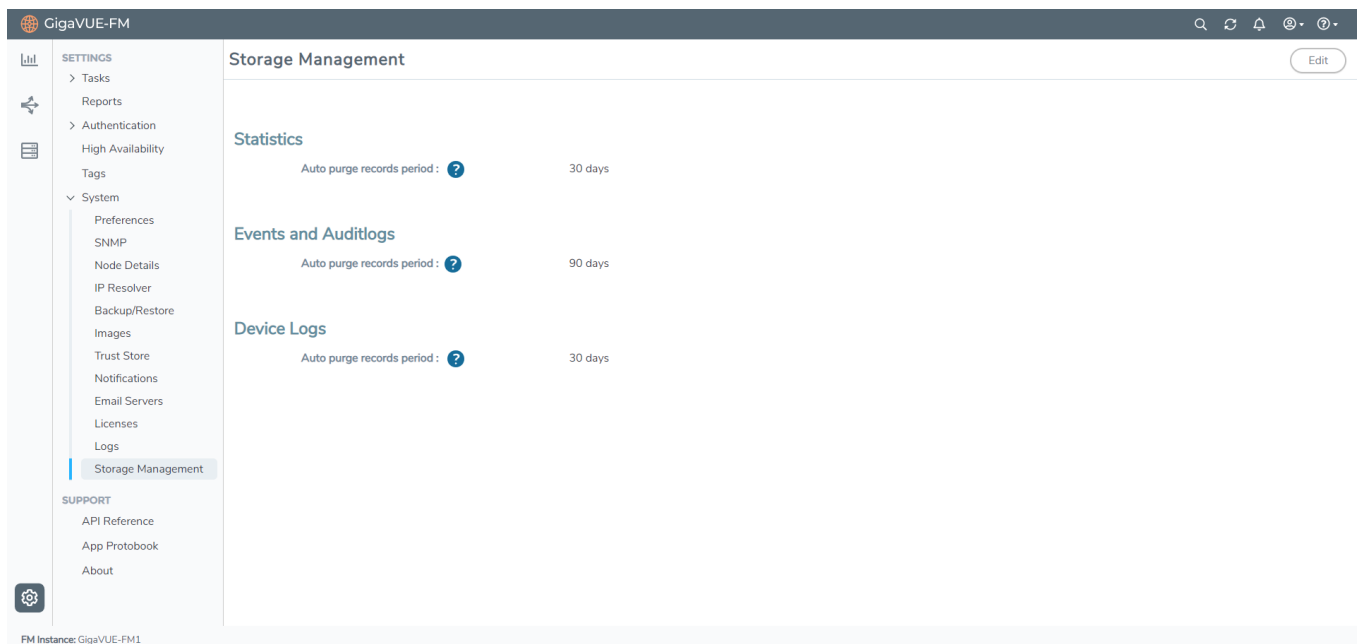 GigaVUE-FM
SETTINGS
Tasks
Reports
Authentication
High Availability
Tags
System
Preferences
SNMP
Node Details
IP Resolver
Backup/Restore
Images
Trust Store
Notifications
Email Servers
Licenses
Logs
Storage Management
SUPPORT
API Reference
App Protobook
About
Storage Management
Edit
Statistics
Auto purge records period : ? 30 days
Events and Auditlogs
Auto purge records period : ? 90 days
Device Logs
Auto purge records period : ? 30 days
FM Instance: GigaVUE-FM1